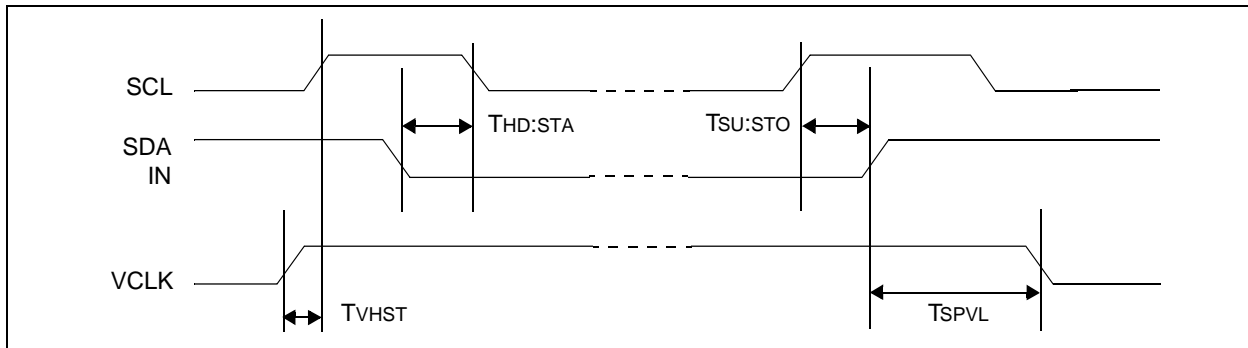 SCL
THD:STA
TSU:STO
SDA
IN
VCLK
TVHST
TSPVL